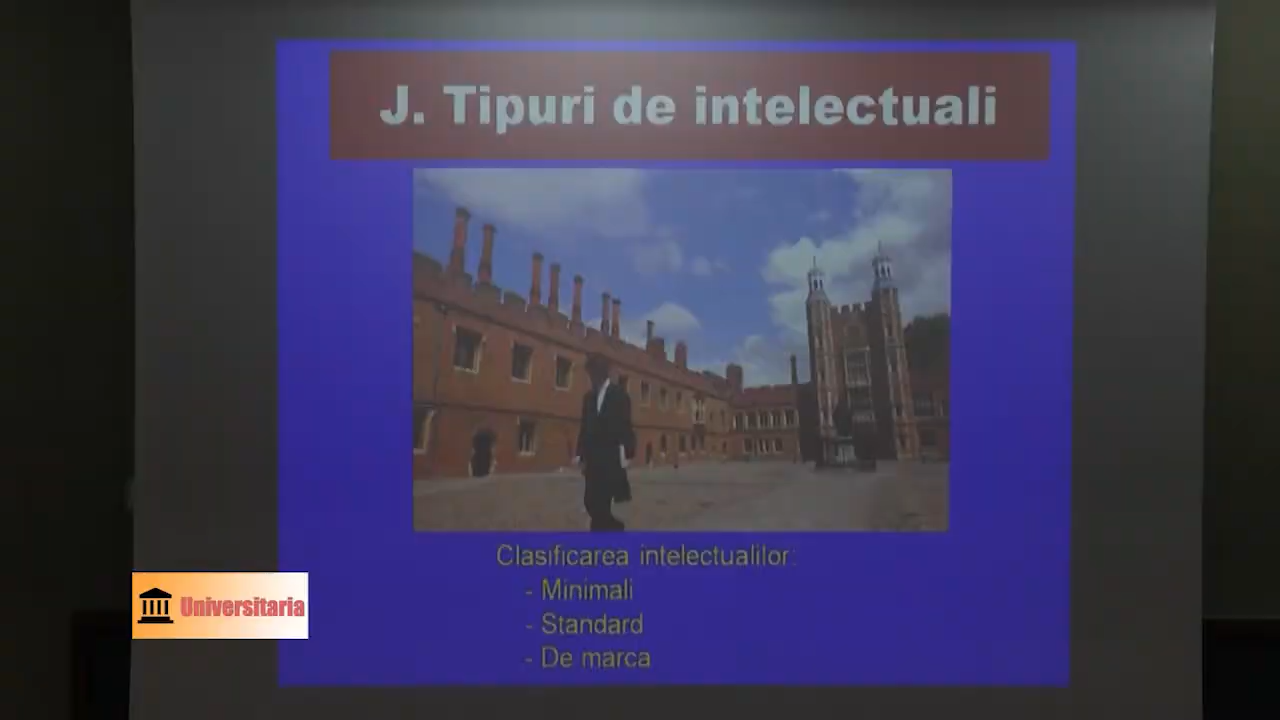 J. Tipuri de intelectuali
Clasificarea intelectualilor:
- Minimali
- Standard
- De marca
Universitaria